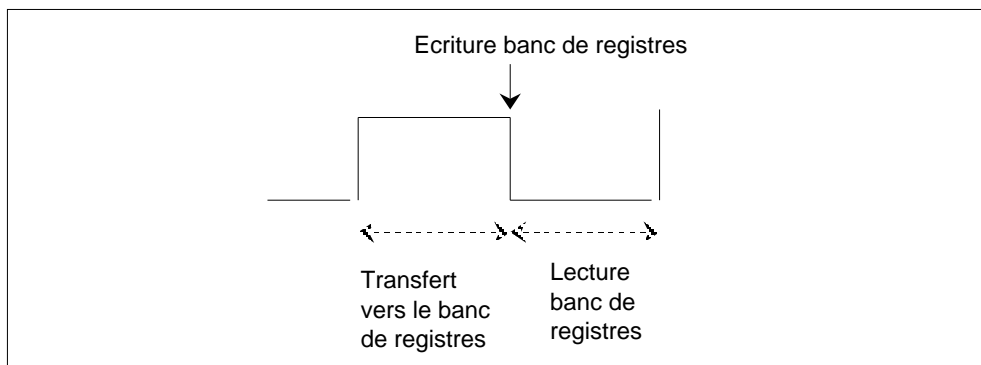 Ecriture banc de registres
Transfert
vers le banc
de registres
Lecture
banc de
registres